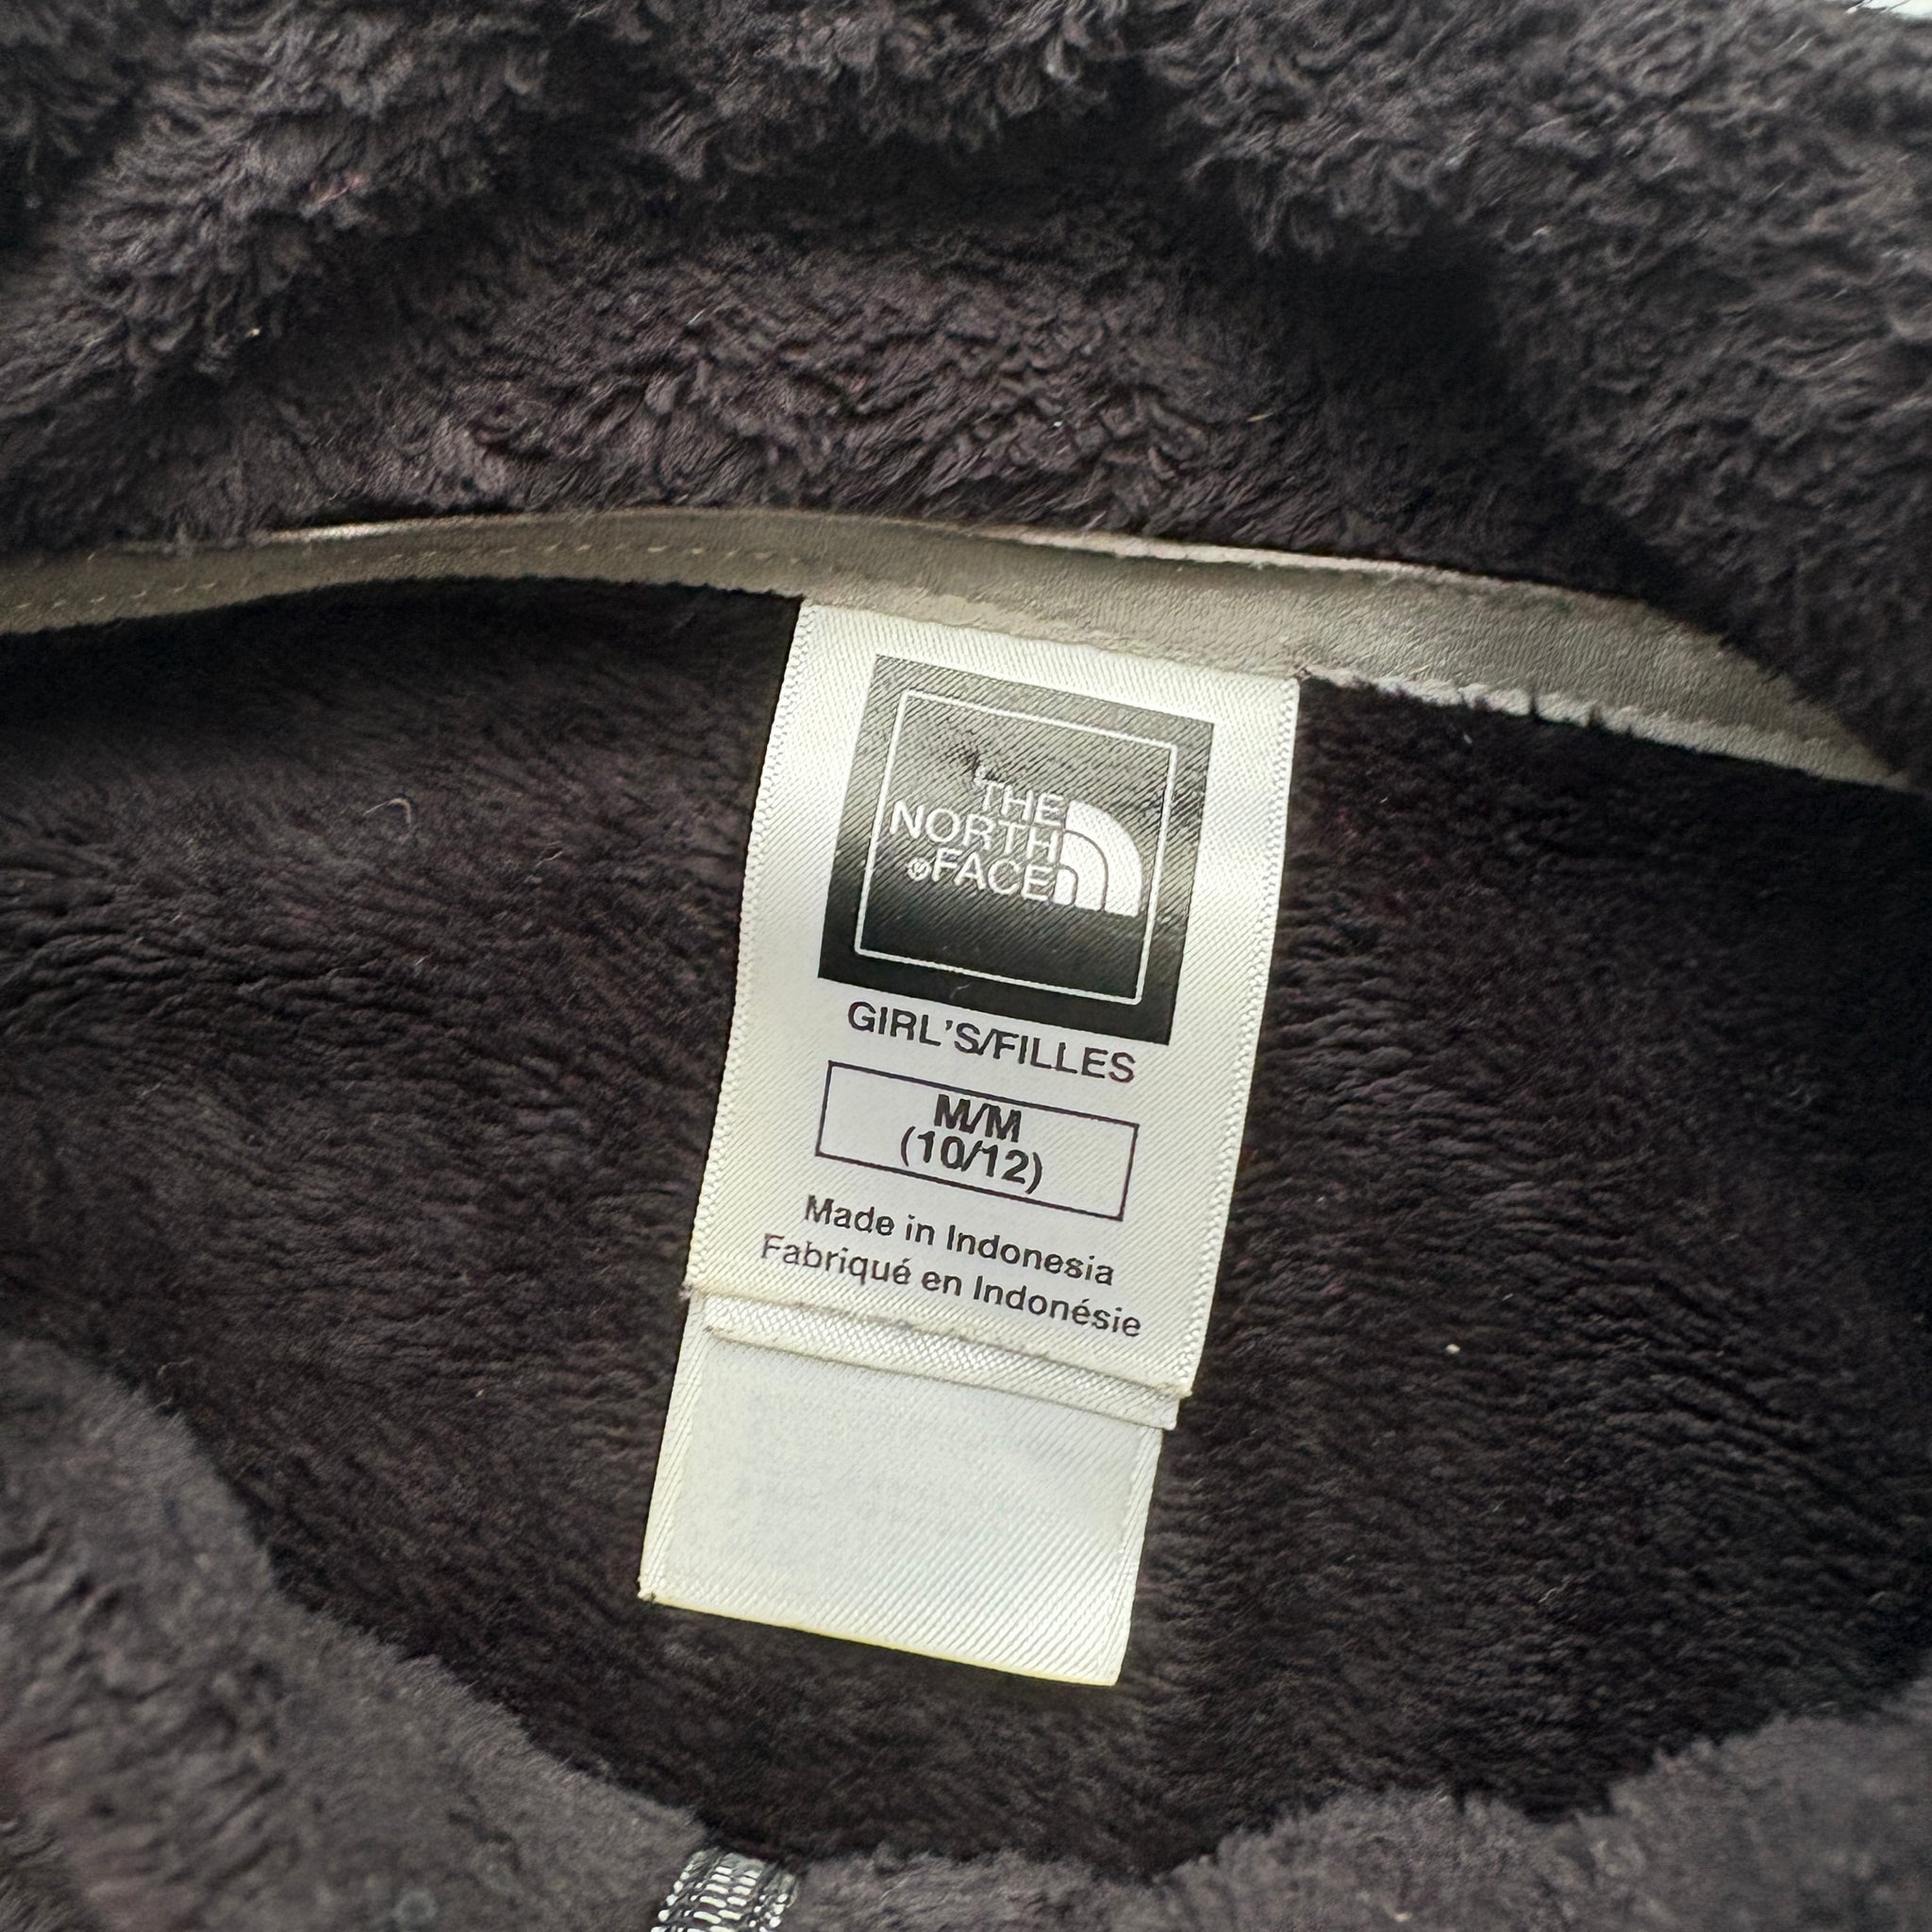 THE
NORTH
®FACE
GIRL'S/FILLES
M/M
(10/12)
Made in Indonesia
Fabriqué en Indonésie